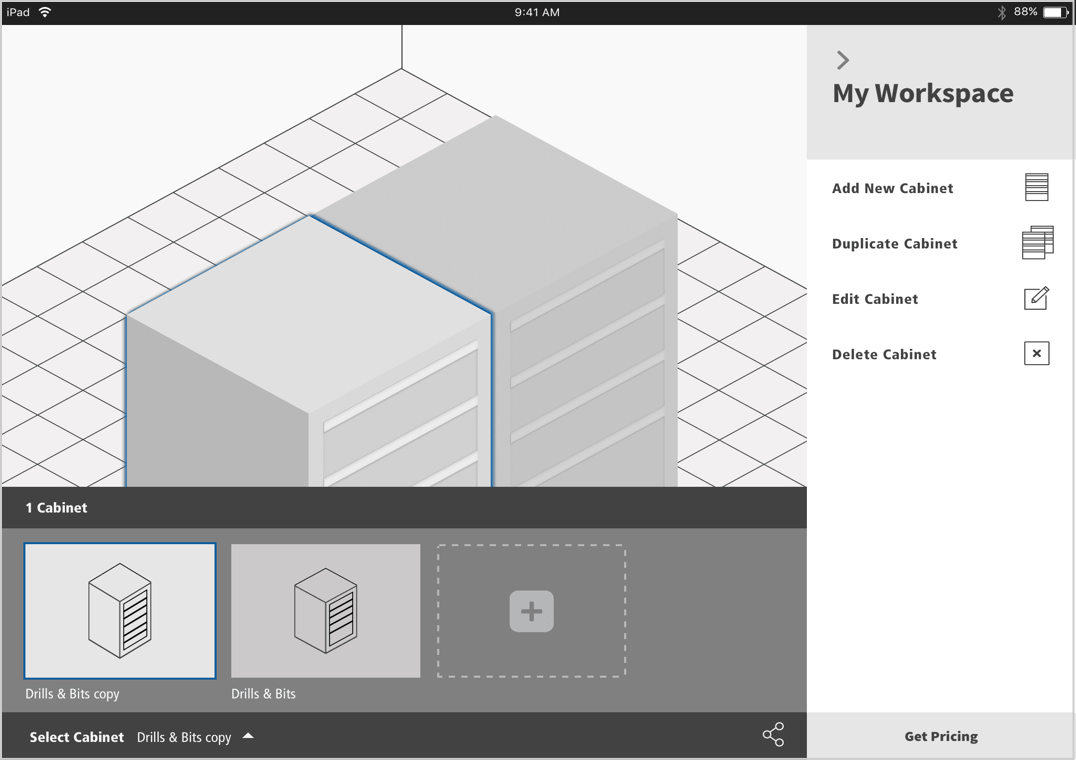 iPad 9:41 AM 88%
My Workspace
Add New Cabinet
Duplicate Cabinet
Edit Cabinet
Delete Cabinet
1 Cabinet
Drills & Bits copy
Drills & Bits
Select Cabinet Drills & Bits copy
Get Pricing